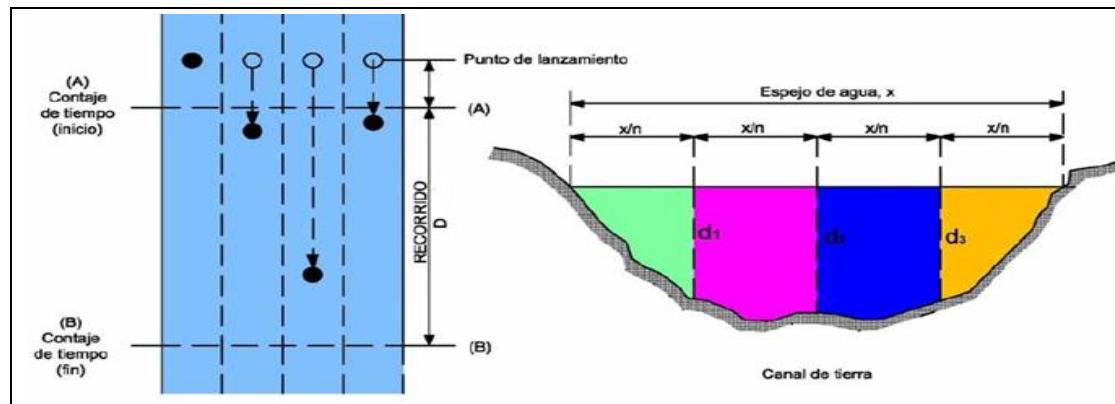 Punto de lanzamiento
(A)
Contaje
de tiempo
(inicio)
(A)
RECORRIDO
D
(B)
Contaje
de tiempo
(fin)
(B)
Espejo de agua, x
x/n x/n x/n x/n
d1 d2 d3
Canal de tierra